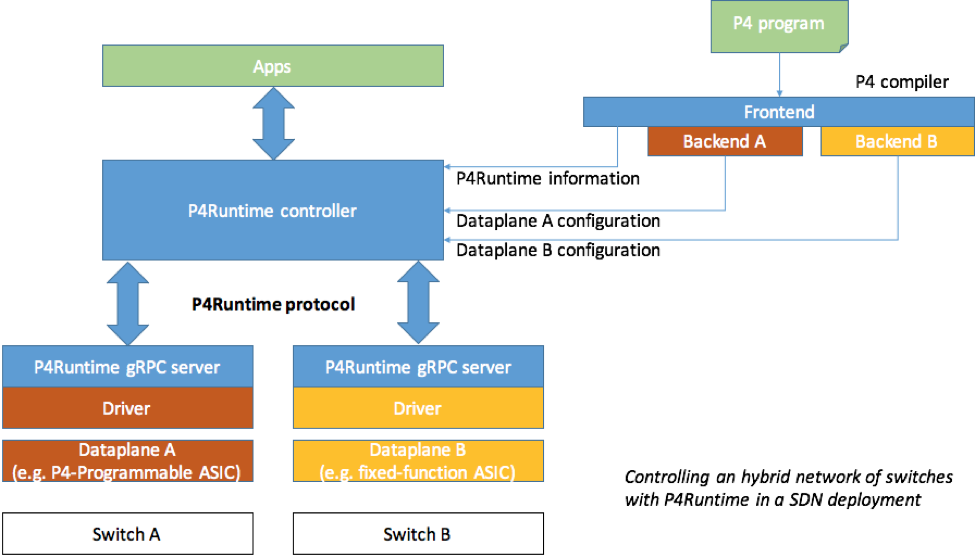 P4 program
Apps
P4 compiler
Frontend
Backend A
Backend B
P4Runtime information
P4Runtime controller
Dataplane A configuration
Dataplane B configuration
P4Runtime protocol
P4Runtime gRPC server
P4Runtime gRPC server
Driver
Driver
Dataplane A
(e.g. P4-Programmable ASIC)
Dataplane B
(e.g. fixed-function ASIC)
Controlling an hybrid network of switches
with P4Runtime in a SDN deployment
Switch A
Switch B